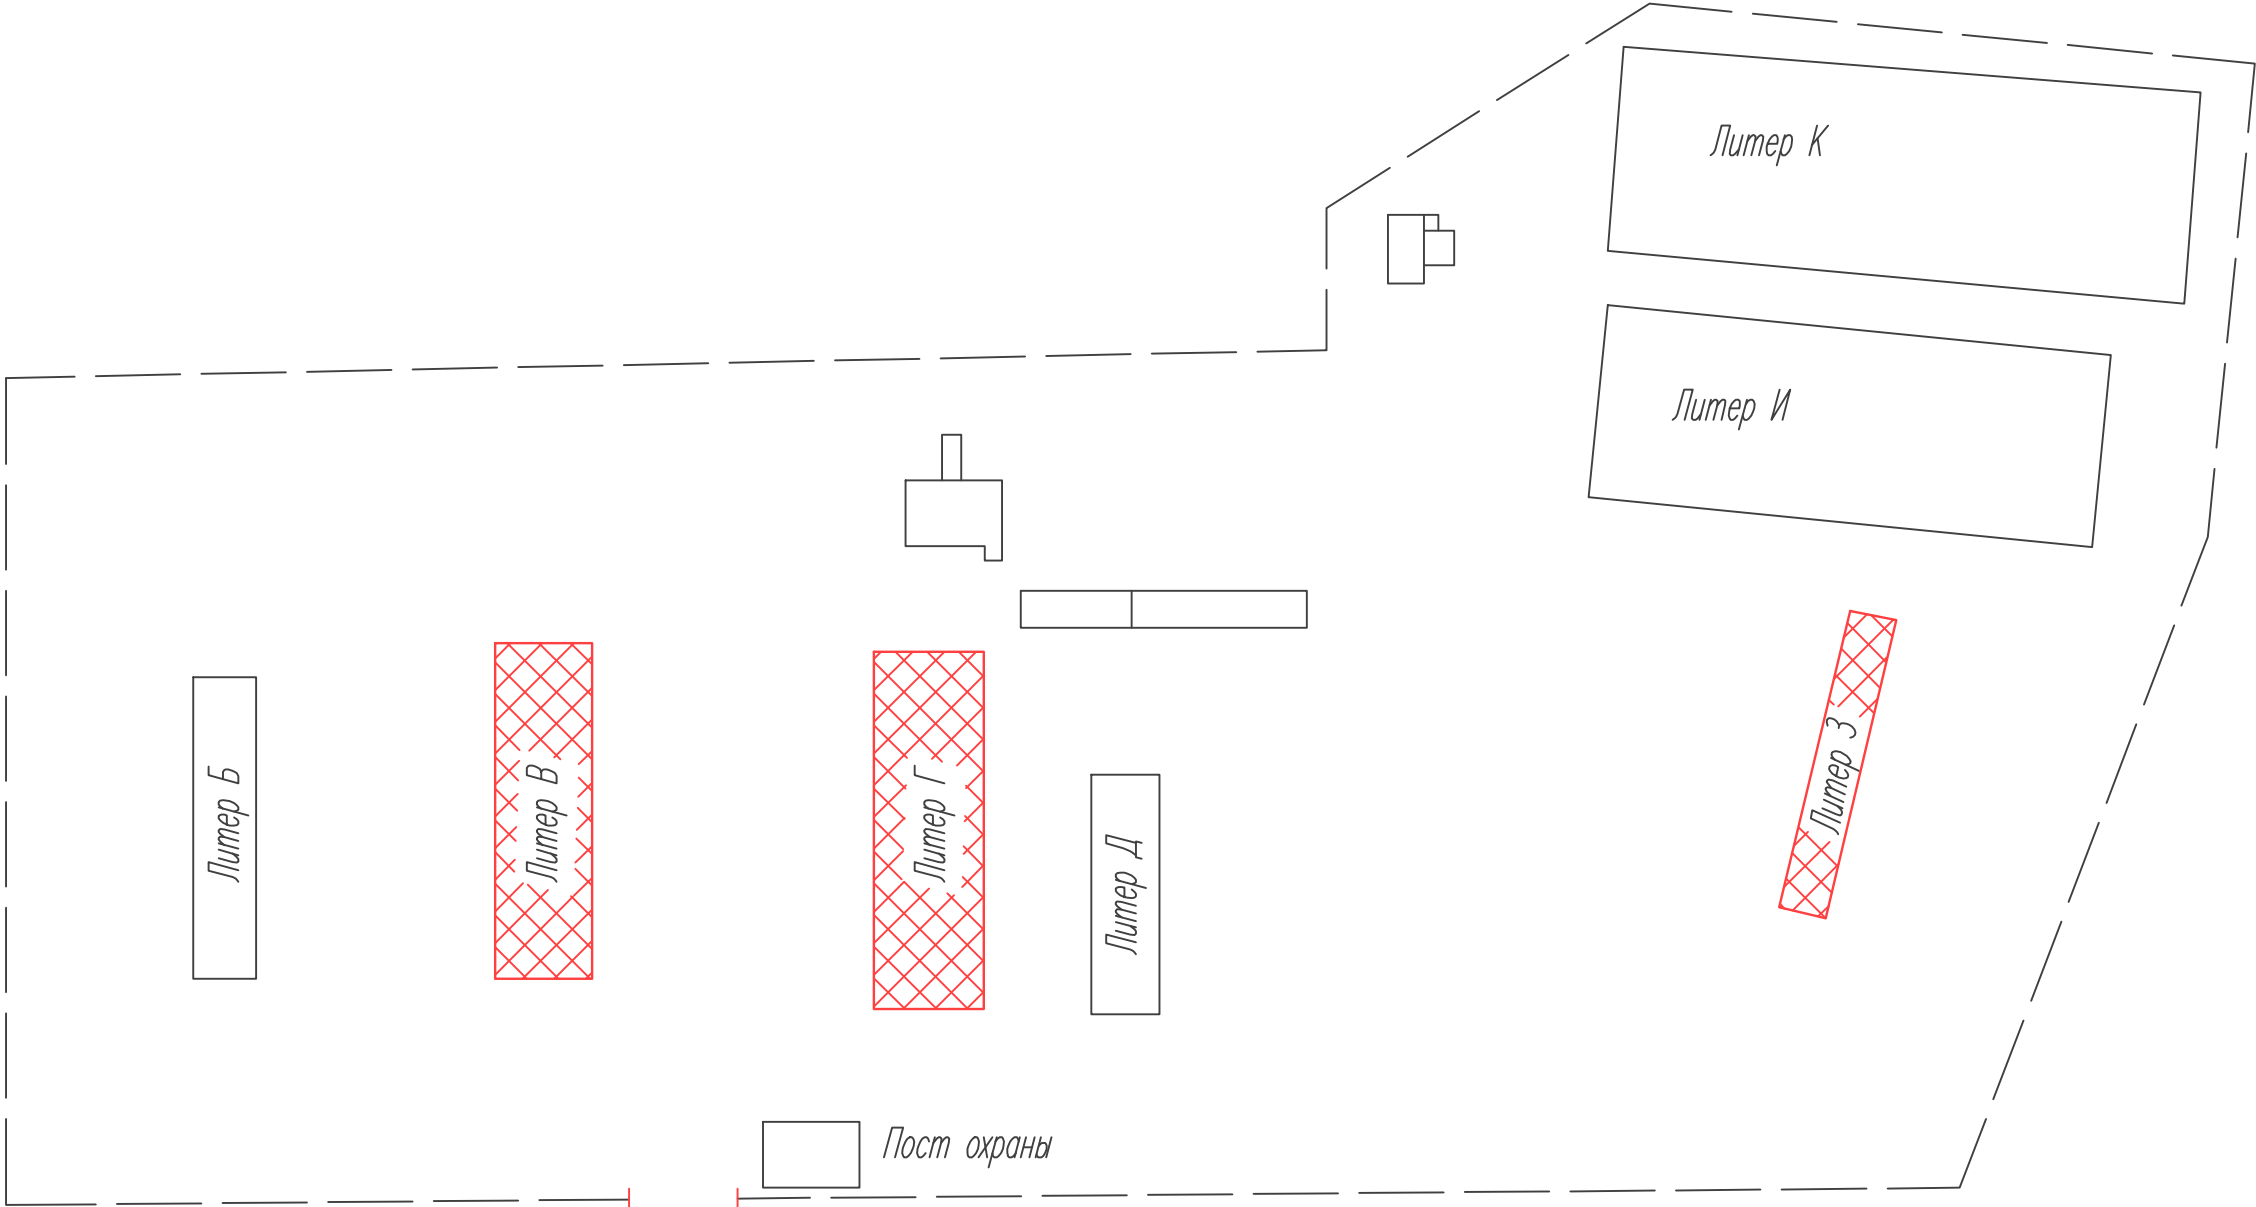 Литер К
Литер И
Литер Б
Литер В
Литер Г
Литер Д
Литер З
Пост охраны